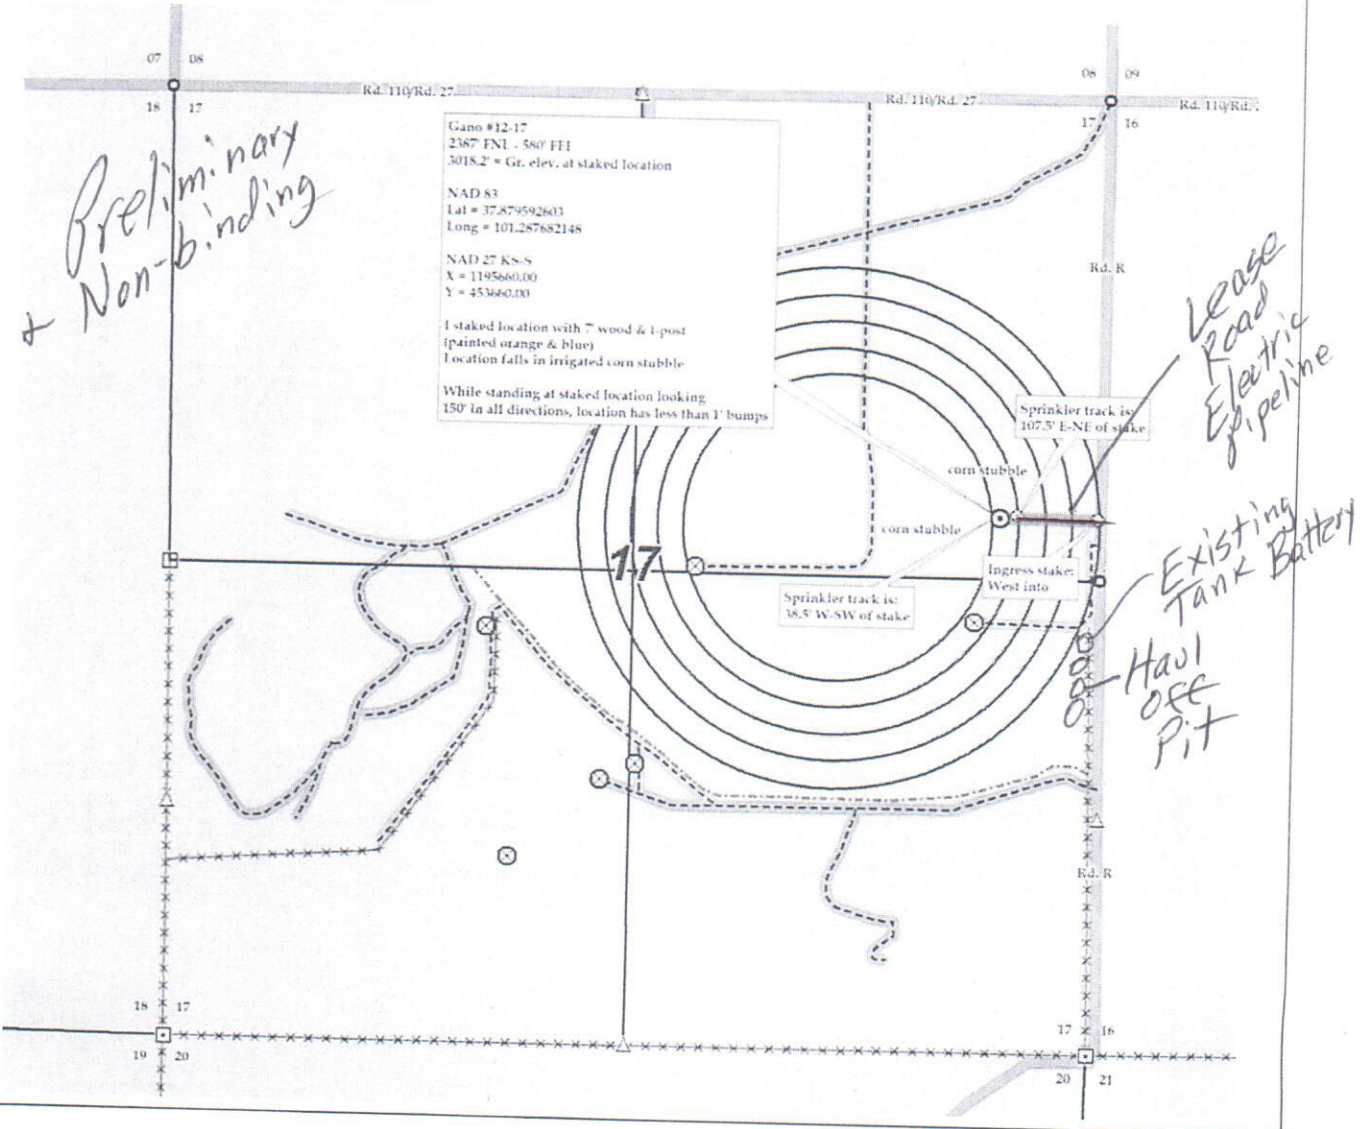 07 08
18 17
Rd. 110/Rd. 27
Rd. 110/Rd. 27
08 09
17 16
Rd. 110/Rd. 2
Preliminary
+ Non-binding
Gano #12-17
2387' FNL - 580' FEL
3018.2' = Gr. elev. at staked location
NAD 83
Lat = 37.879592603
Long = 101.287682148
NAD 27 KS-S
X = 1195660.00
Y = 453660.00
I staked location with 7' wood & t-post
(painted orange & blue)
Location falls in irrigated corn stubble
While standing at staked location looking
150' in all directions, location has less than 1' bumps
Rd. R
Lease
Road
Electric
pipeline
Sprinkler track is:
107.5' E-NE of stake
corn stubble
corn stubble
17
Ingress stake:
West into
Sprinkler track is:
38.5' W-SW of stake
Existing
Tank Battery
Haul
off
Pit
Rd. R
18 17
19 20
17 16
20 21